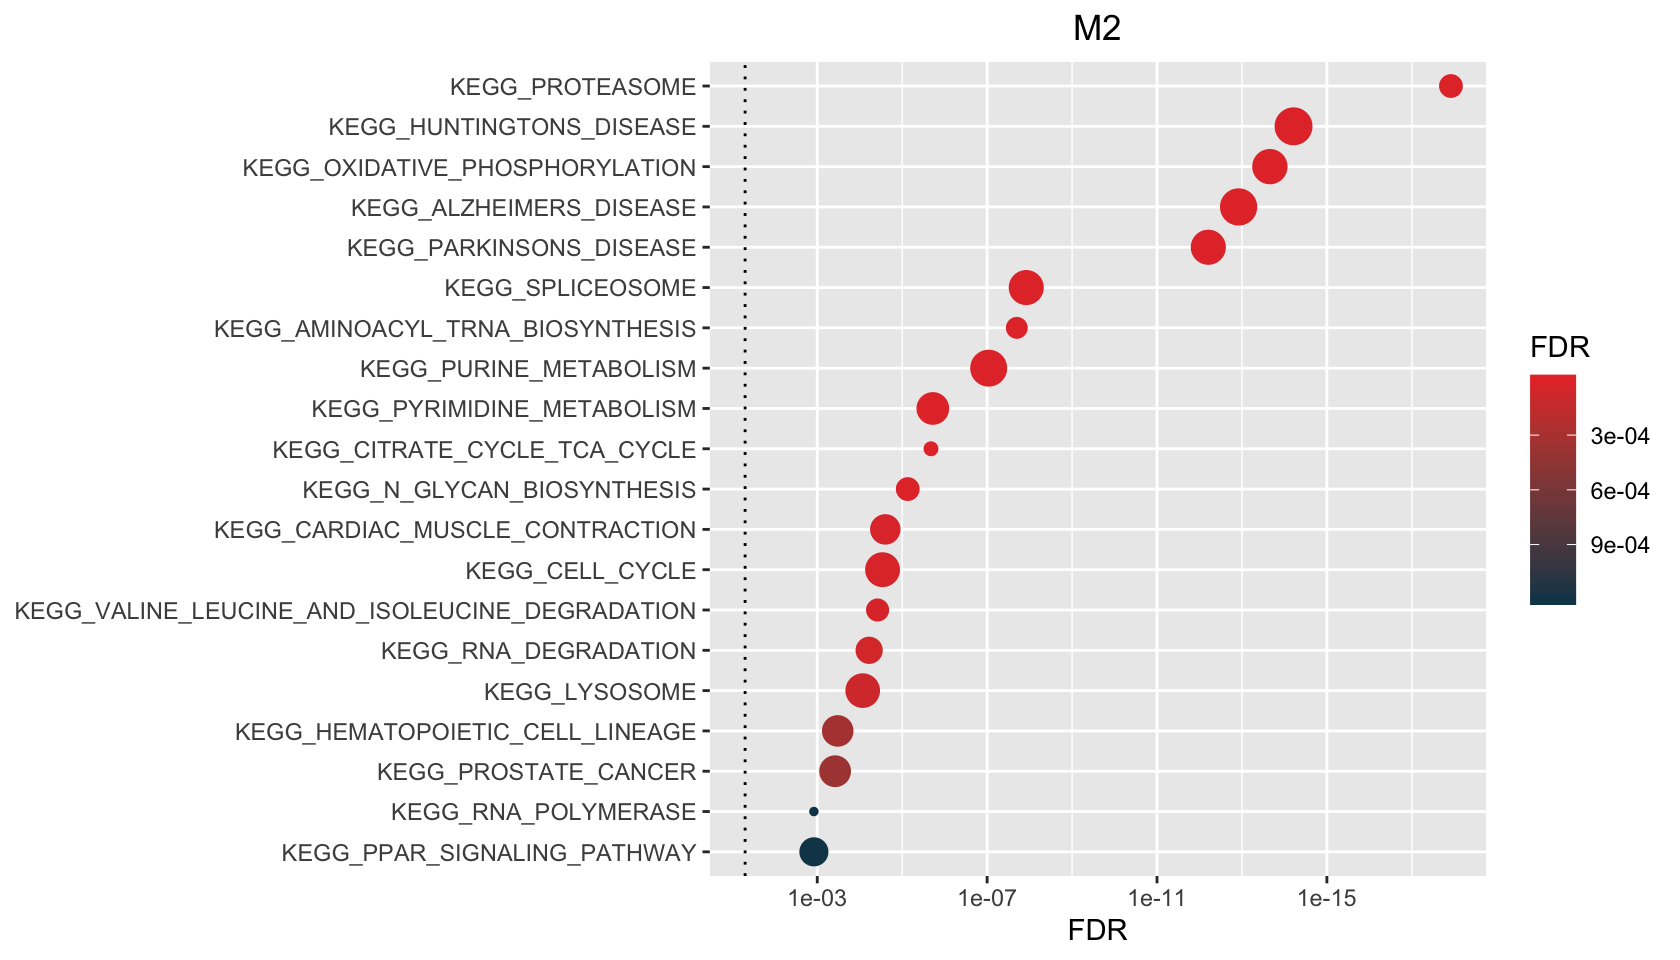 M2
KEGG_PROTEASOME
KEGG_HUNTINGTONS_DISEASE
KEGG_OXIDATIVE_PHOSPHORYLATION
KEGG_ALZHEIMERS_DISEASE
KEGG_PARKINSONS_DISEASE
KEGG_SPLICEOSOME
KEGG_AMINOACYL_TRNA_BIOSYNTHESIS
KEGG_PURINE_METABOLISM
KEGG_PYRIMIDINE_METABOLISM
KEGG_CITRATE_CYCLE_TCA_CYCLE
KEGG_N_GLYCAN_BIOSYNTHESIS
KEGG_CARDIAC_MUSCLE_CONTRACTION
KEGG_CELL_CYCLE
KEGG_VALINE_LEUCINE_AND_ISOLEUCINE_DEGRADATION
KEGG_RNA_DEGRADATION
KEGG_LYSOSOME
KEGG_HEMATOPOIETIC_CELL_LINEAGE
KEGG_PROSTATE_CANCER
KEGG_RNA_POLYMERASE
KEGG_PPAR_SIGNALING_PATHWAY
1e-03 1e-07 1e-11 1e-15
FDR
FDR
3e-04
6e-04
9e-04